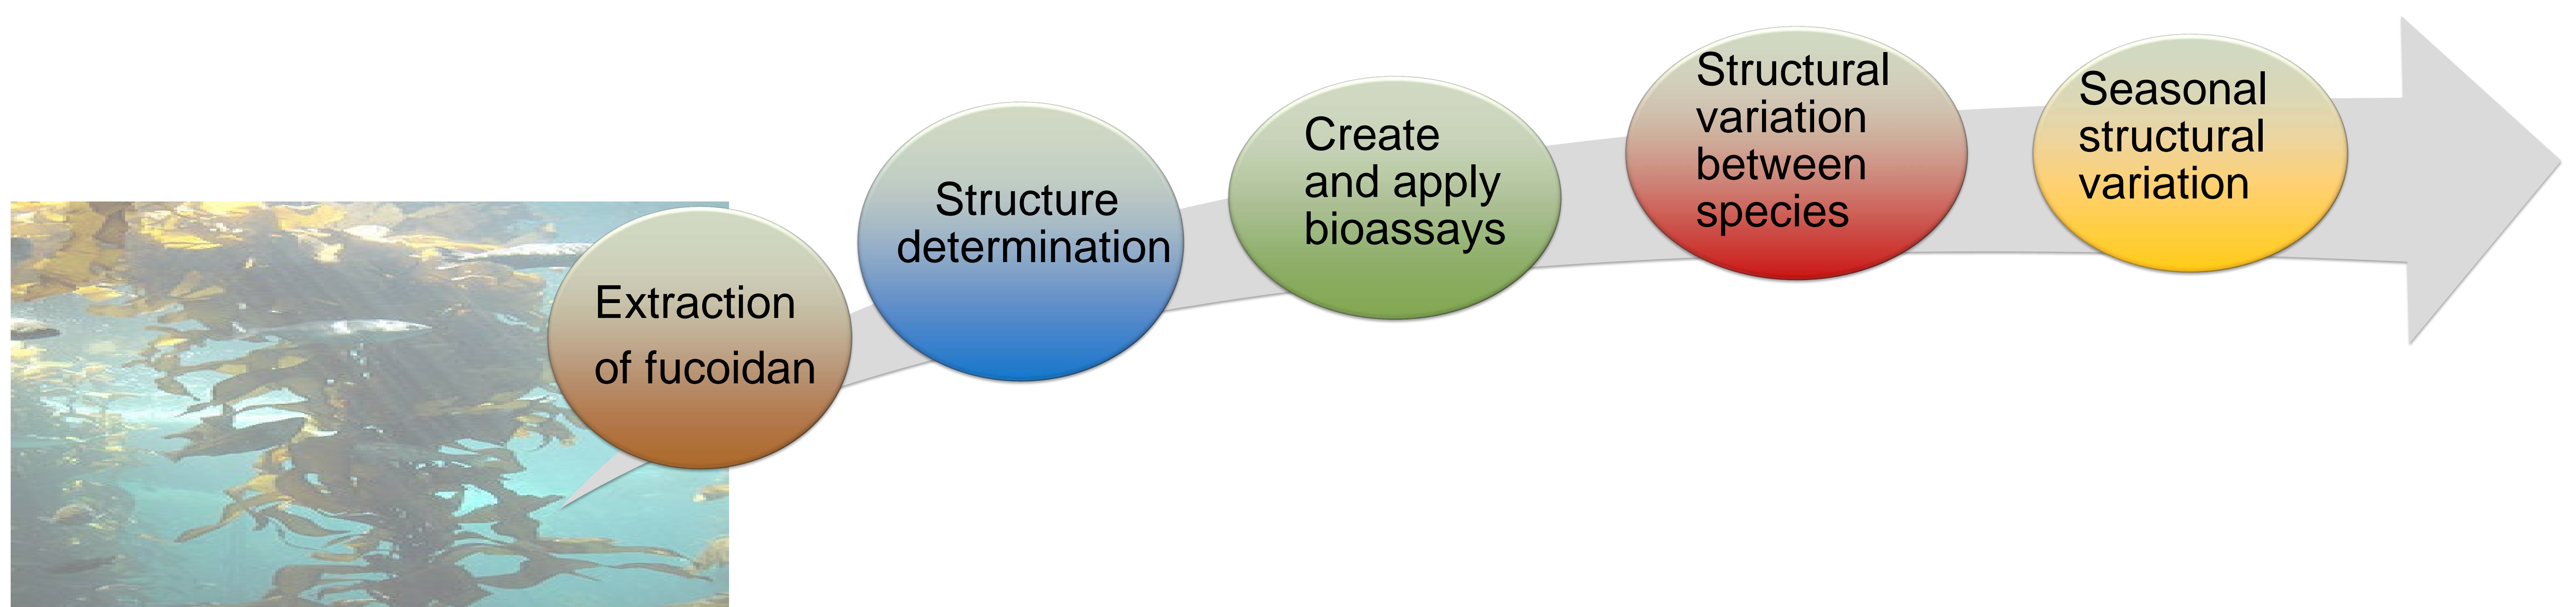 Extraction
of fucoidan
Structure
determination
Create
and apply
bioassays
Structural
variation
between
species
Seasonal
structural
variation